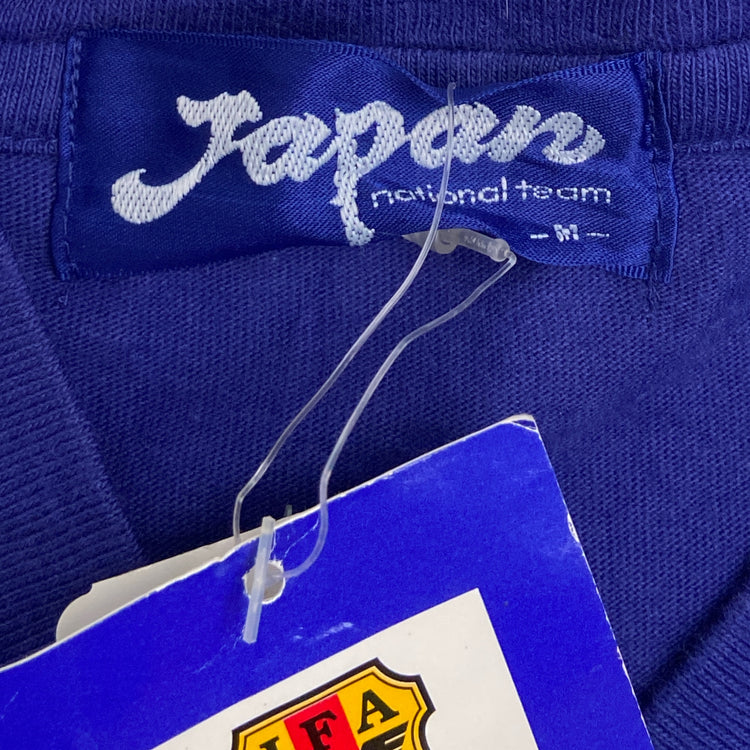 Japan
national team
- M -
JFA